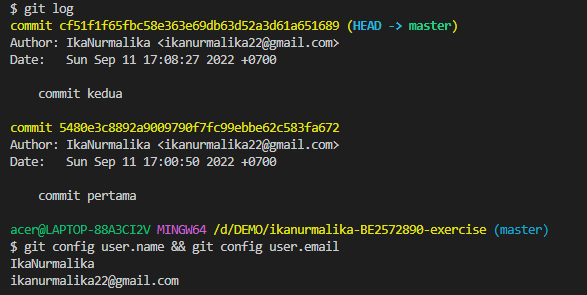 $ git log
commit cf51f1f65fbc58e363e69db63d52a3d61a651689 (HEAD -> master)
Author: IkaNurmalika <ikanurmalika22@gmail.com>
Date:   Sun Sep 11 17:08:27 2022 +0700
    commit kedua
commit 5480e3c8892a9009790f7fc99ebbe62c583fa672
Author: IkaNurmalika <ikanurmalika22@gmail.com>
Date:   Sun Sep 11 17:00:50 2022 +0700
    commit pertama
acer@LAPTOP-88A3CI2V MINGW64 /d/DEMO/ikanurmalika-BE2572890-exercise (master)
$ git config user.name && git config user.email
IkaNurmalika
ikanurmalika22@gmail.com